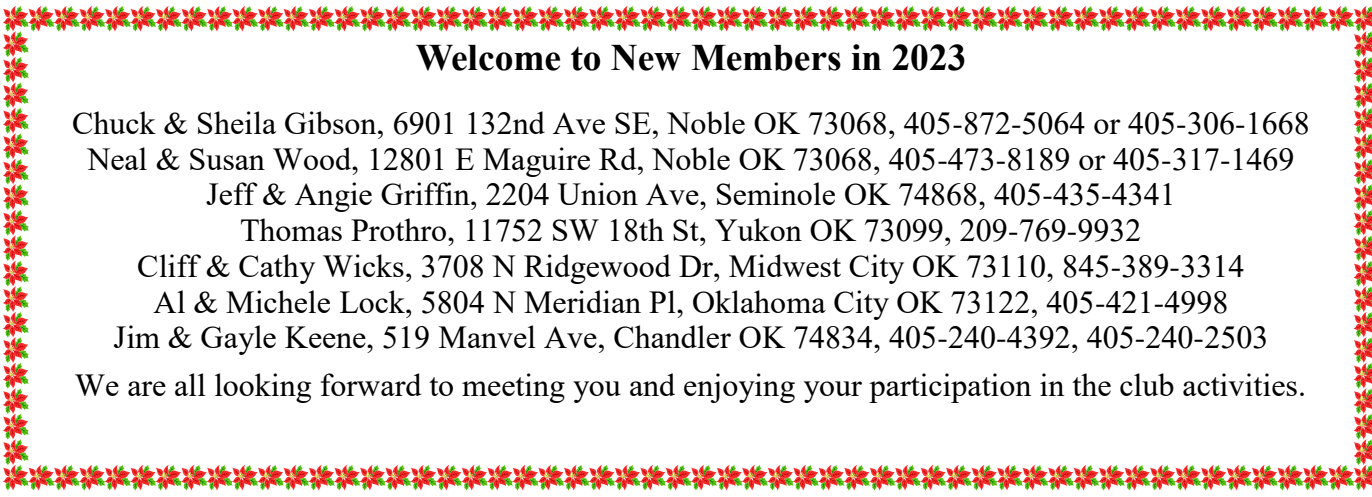 Welcome to New Members in 2023
Chuck & Sheila Gibson, 6901 132nd Ave SE, Noble OK 73068, 405-872-5064 or 405-306-1668
Neal & Susan Wood, 12801 E Maguire Rd, Noble OK 73068, 405-473-8189 or 405-317-1469
Jeff & Angie Griffin, 2204 Union Ave, Seminole OK 74868, 405-435-4341
Thomas Prothro, 11752 SW 18th St, Yukon OK 73099, 209-769-9932
Cliff & Cathy Wicks, 3708 N Ridgewood Dr, Midwest City OK 73110, 845-389-3314
Al & Michele Lock, 5804 N Meridian Pl, Oklahoma City OK 73122, 405-421-4998
Jim & Gayle Keene, 519 Manvel Ave, Chandler OK 74834, 405-240-4392, 405-240-2503
We are all looking forward to meeting you and enjoying your participation in the club activities.